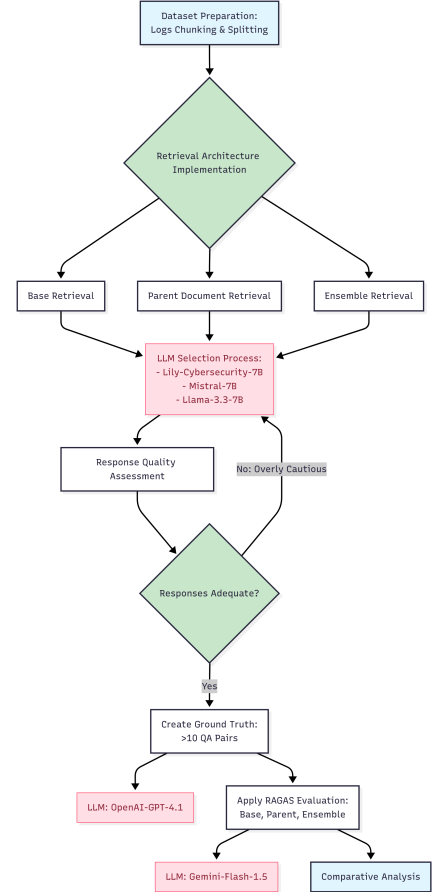 Dataset Preparation:
Logs Chunking & Splitting
Retrieval Architecture
Implementation
Base Retrieval
Parent Document Retrieval
Ensemble Retrieval
LLM Selection Process:
- Lily-Cybersecurity-7B
- Mistral-7B
- Llama-3.3-7B
Response Quality
Assessment
No: Overly Cautious
Responses Adequate?
Yes
Create Ground Truth:
>10 QA Pairs
LLM: OpenAI-GPT-4.1
Apply RAGAS Evaluation:
Base, Parent, Ensemble
LLM: Gemini-Flash-1.5
Comparative Analysis